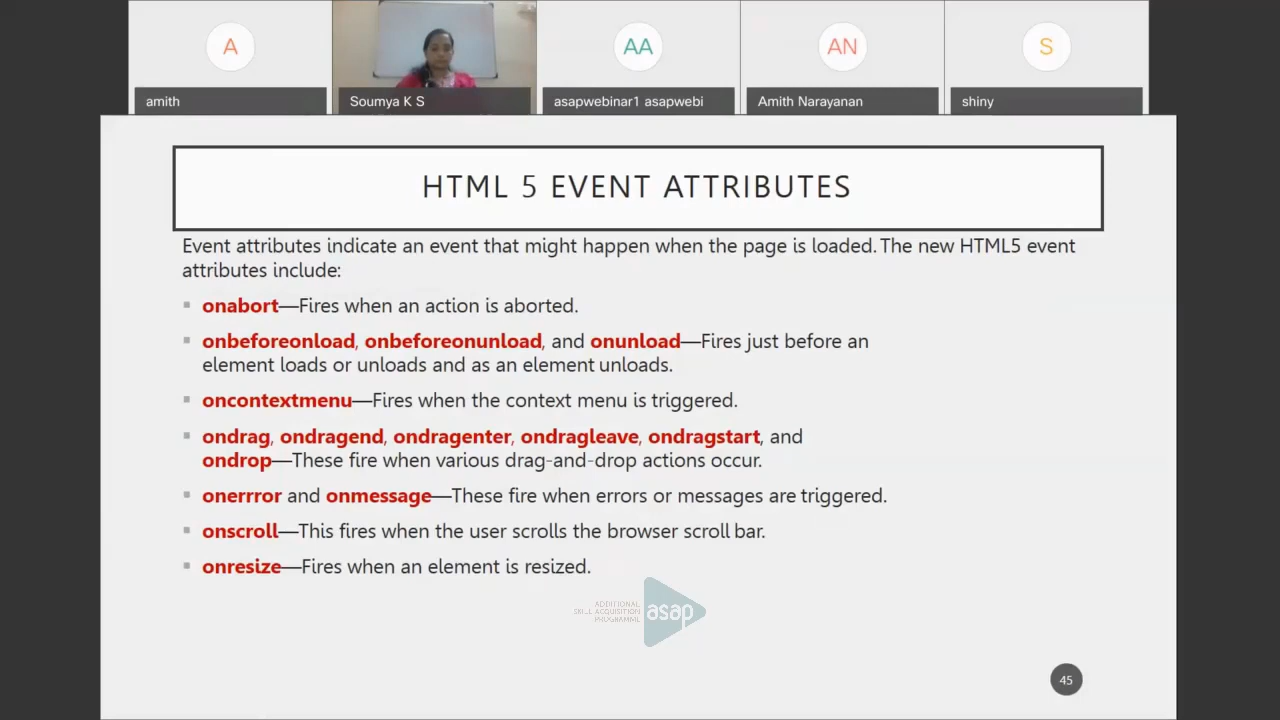 A
AA
AN
S
amith
Soumya K S
asapwebinar1 asapwebi
Amith Narayanan
shiny
HTML 5 EVENT ATTRIBUTES
Event attributes indicate an event that might happen when the page is loaded. The new HTML5 event
attributes include:
onabort—Fires when an action is aborted.
onbeforeonload, onbeforeonunload, and onunload—Fires just before an
element loads or unloads and as an element unloads.
oncontextmenu—Fires when the context menu is triggered.
ondrag, ondragend, ondragenter, ondragleave, ondragstart, and
ondrop—These fire when various drag-and-drop actions occur.
onerrror and onmessage—These fire when errors or messages are triggered.
onscroll—This fires when the user scrolls the browser scroll bar.
onresize—Fires when an element is resized.
ADDITIONAL
SKILL ACQUISITION
PROGRAMME
asap
45